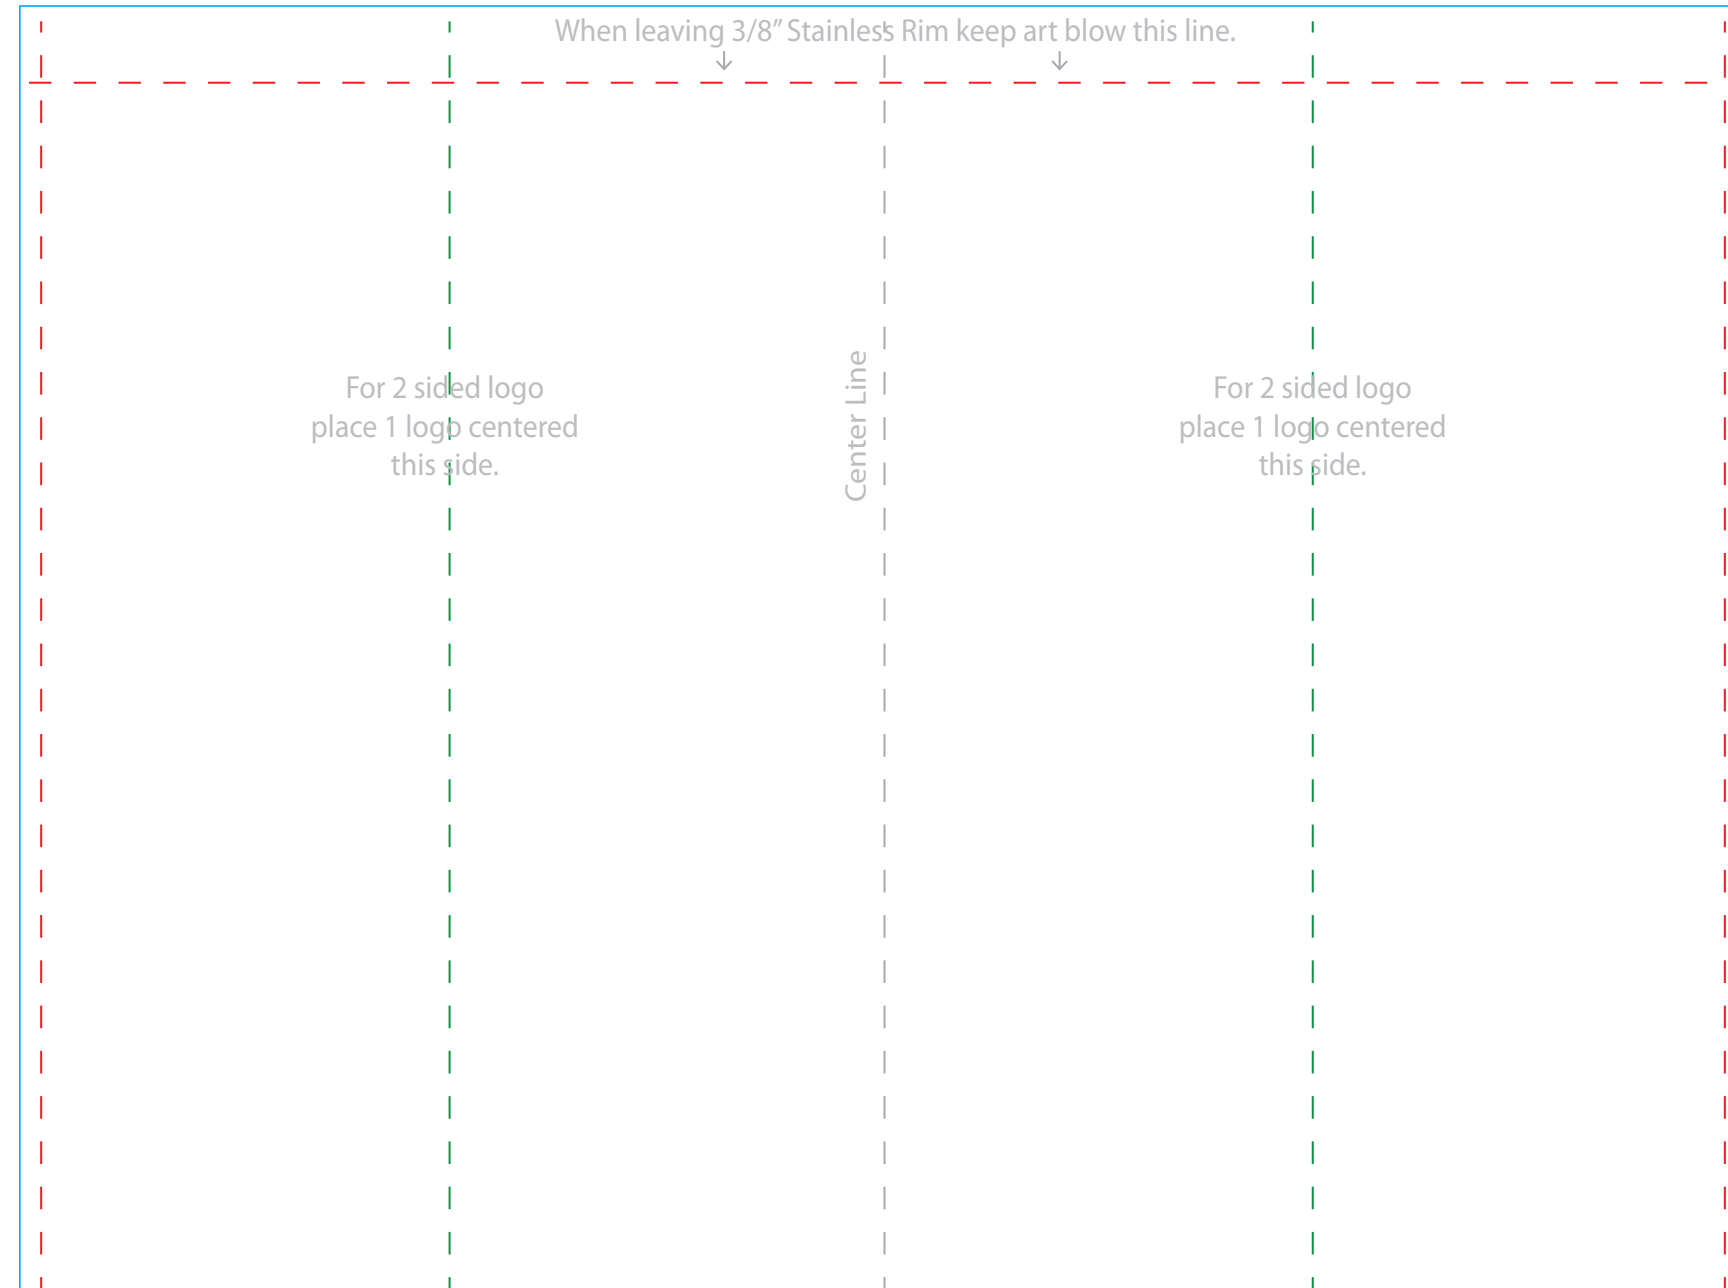 When leaving 3/8" Stainless Rim keep art blow this line.
For 2 sided logo
place 1 logo centered
this side.
Center Line
For 2 sided logo
place 1 logo centered
this side.